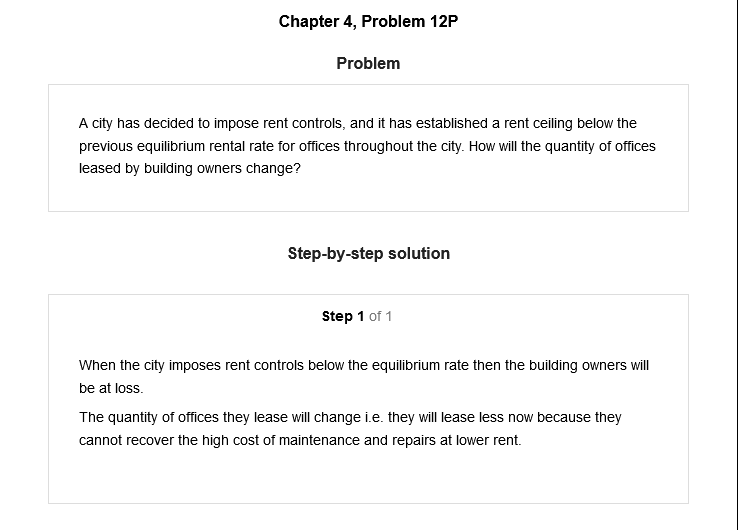 Chapter 4, Problem 12P
Problem
A city has decided to impose rent controls, and it has established a rent ceiling below the
previous equilibrium rental rate for offices throughout the city. How will the quantity of offices
leased by building owners change?
Step-by-step solution
Step 1 of 1
When the city imposes rent controls below the equilibrium rate then the building owners will
be at loss.
The quantity of offices they lease will change i.e. they will lease less now because they
cannot recover the high cost of maintenance and repairs at lower rent.